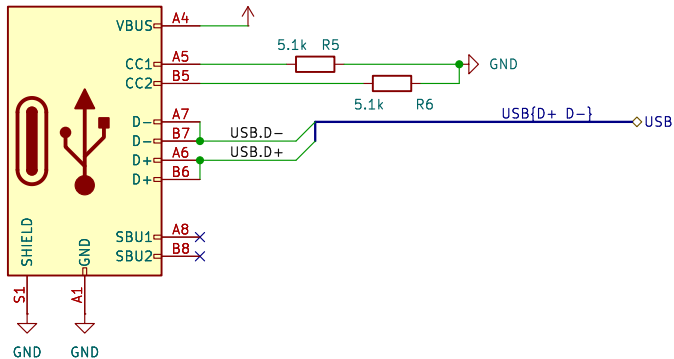 VBUS A4
5.1k R5
CC1 A5 GND
CC2 B5
5.1k R6
D- A7 USB{D+ D-} USB
D- B7 USB.D-
D+ A6 USB.D+
D+ B6
SBU1 A8
SBU2 B8
SHIELD GND
S1 A1
GND GND